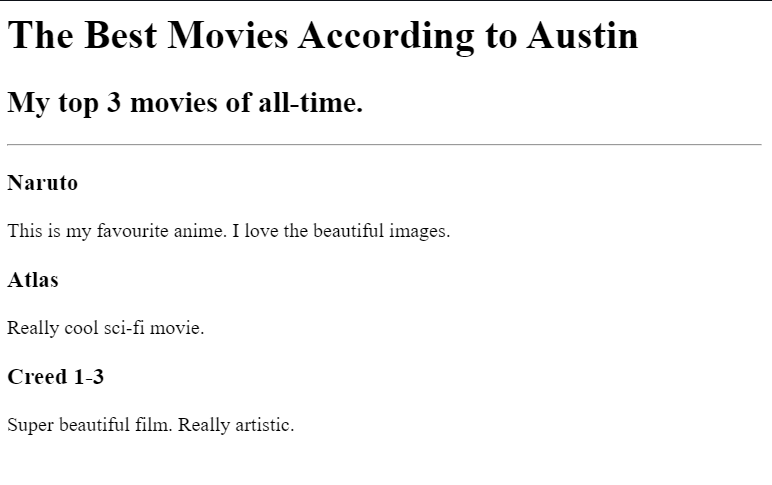 The Best Movies According to Austin
My top 3 movies of all-time.
Naruto
This is my favourite anime. I love the beautiful images.
Atlas
Really cool sci-fi movie.
Creed 1-3
Super beautiful film. Really artistic.